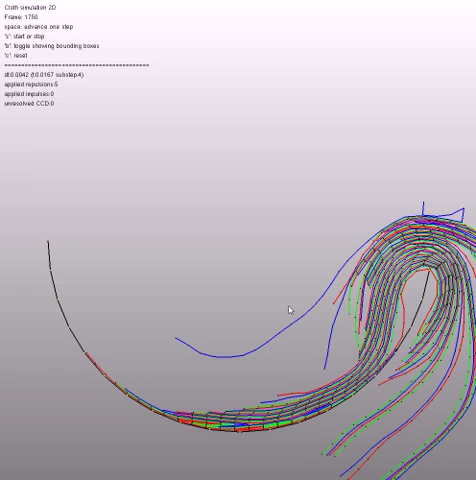 Cloth simulation 2D
Frame: 1750
space: advance one step
's': start or stop
'b': toggle showing bounding boxes
'c': reset
==========================================
dt:0.0042 (f:0.0167 substep:4)
applied repulsions:5
applied impulses:0
unresolved CCD:0